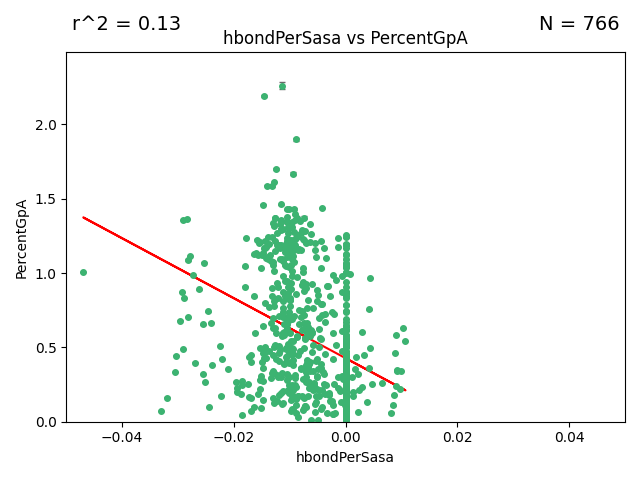 r^2 = 0.13
N = 766
hbondPerSasa vs PercentGpA
2.0
1.5
1.0
0.5
0.0
PercentGpA
−0.04
−0.02
0.00
0.02
0.04
hbondPerSasa